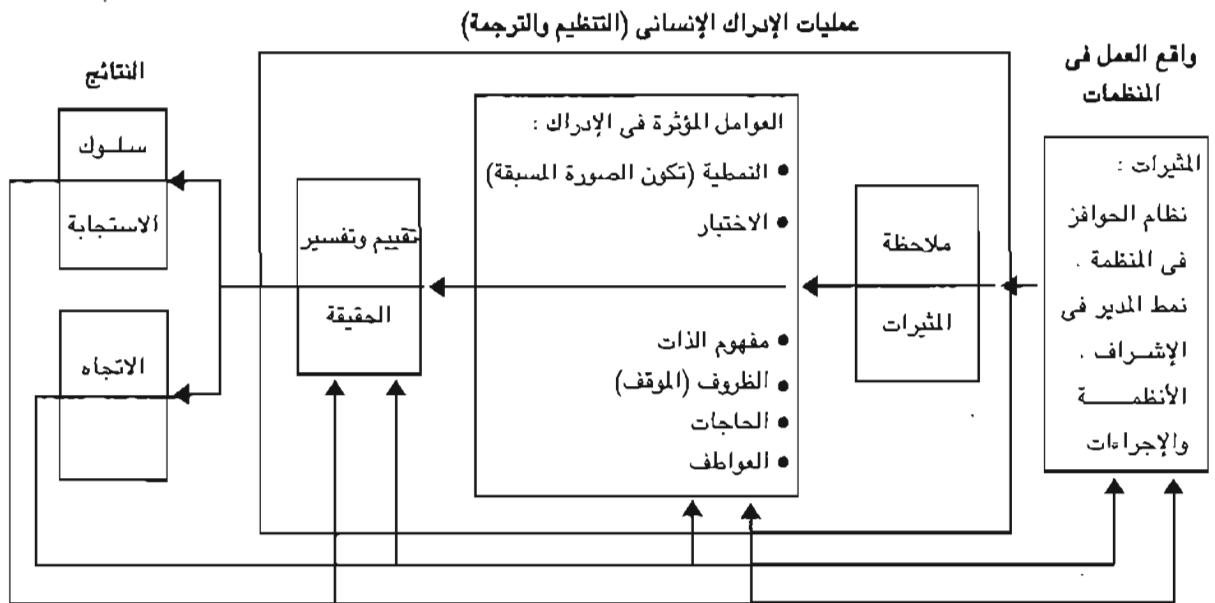 عمليات الإدراك الإنسانى (التنظيم والترجمة)
واقع العمل فى
المنظمات
المثيرات :
نظام الحوافز
فى المنظمة .
نمط المدير فى
الإشراف .
الأنظمة
والإجراءات
ملاحظة
المثيرات
العوامل المؤثرة فى الإدراك :
• النمطية (تكون الصورة المسبقة)
• الاختبار
• مفهوم الذات
• الظروف (الموقف)
• الحاجات
• العواطف
تقييم وتفسير
الحقيقة
النتائج
سلوك
الاستجابة
الاتجاه